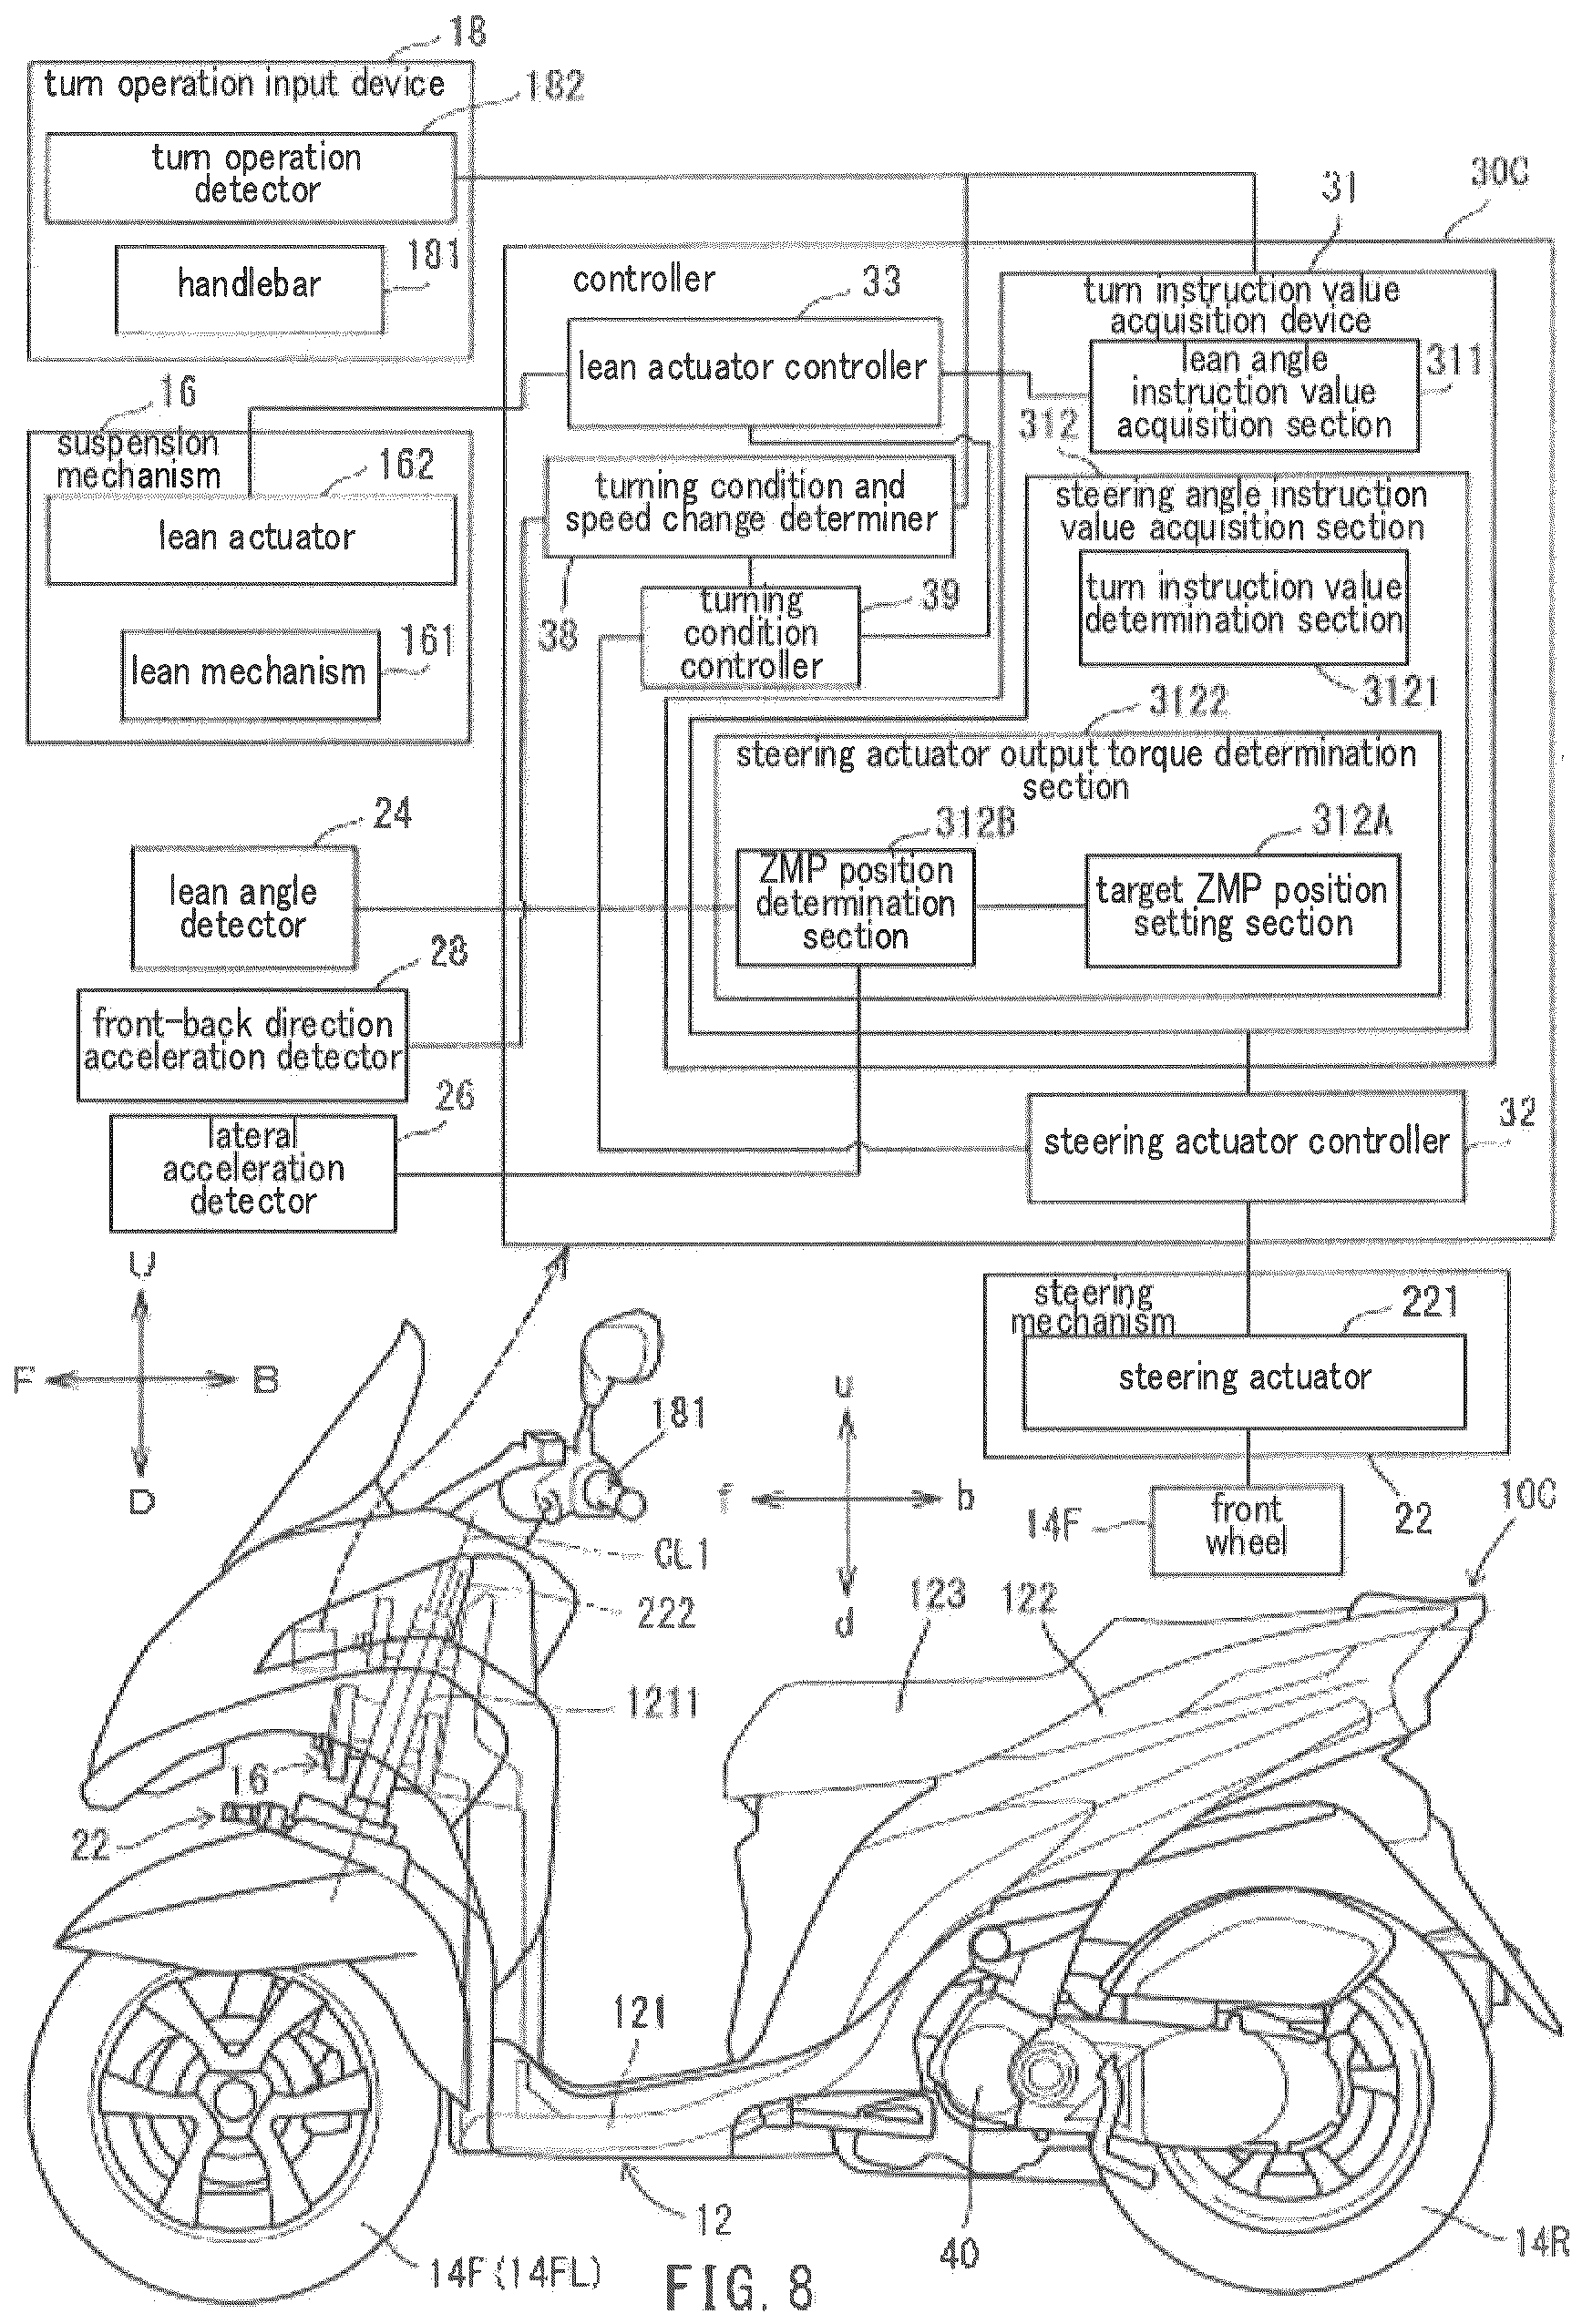 18
turn operation input device
182
turn operation
detector
181
handlebar
30C
31
controller
33
turn instruction value
acquisition device
lean actuator controller
lean angle
instruction value
acquisition section
311
16
suspension
mechanism
162
lean actuator
161
lean mechanism
312
turning condition and
speed change determiner
38
steering angle instruction
value acquisition section
turning
condition
controller
39
turn instruction value
determination section
3121
3122
steering actuator output torque determination
section
24
lean angle
detector
312B
ZMP position
determination
section
312A
target ZMP position
setting section
28
front-back direction
acceleration detector
26
lateral
acceleration
detector
steering actuator controller
32
U
F
B
D
steering
mechanism
221
steering actuator
181
u
f
b
d
14F
front
wheel
22
10C
CL1
222
123
122
1211
16
22
121
12
40
14R
14F(14FL)
FIG. 8